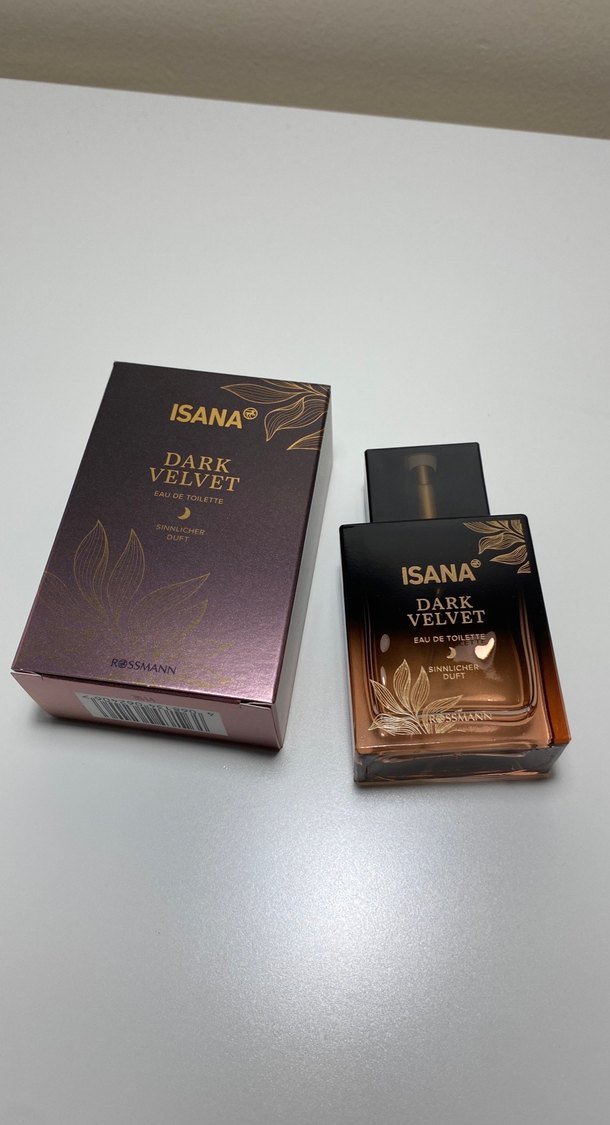 ISANA
DARK
VELVET
EAU DE TOILETTE
SINNLICHER
DUFT
ROSSMANN
ISANA
DARK
VELVET
EAU DE TOILETTE
SINNLICHER
DUFT
ROSSMANN